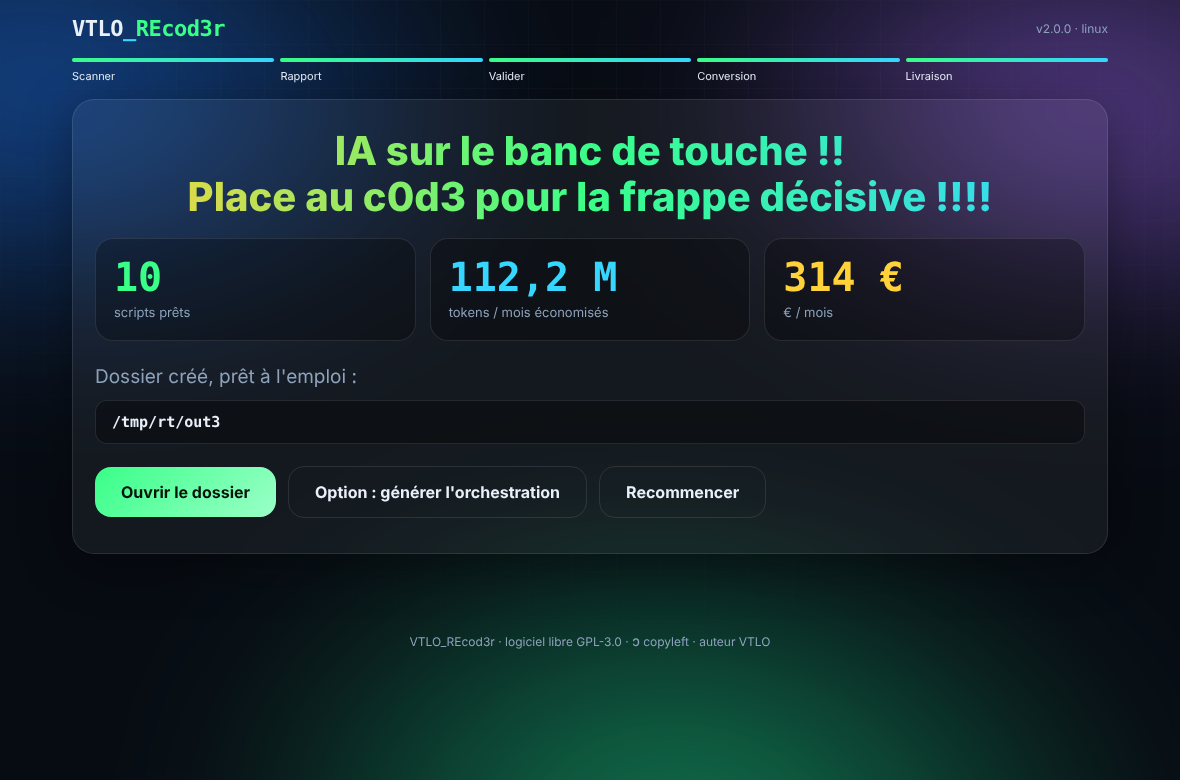 VTLO_REcod3r
v2.0.0 · linux
Scanner
Rapport
Valider
Conversion
Livraison
IA sur le banc de touche !!
Place au c0d3 pour la frappe décisive !!!!
10
scripts prêts
112,2 M
tokens / mois économisés
314 €
€ / mois
Dossier créé, prêt à l'emploi :
/tmp/rt/out3
Ouvrir le dossier
Option : générer l'orchestration
Recommencer
VTLO_REcod3r · logiciel libre GPL-3.0 · ↄ copyleft · auteur VTLO